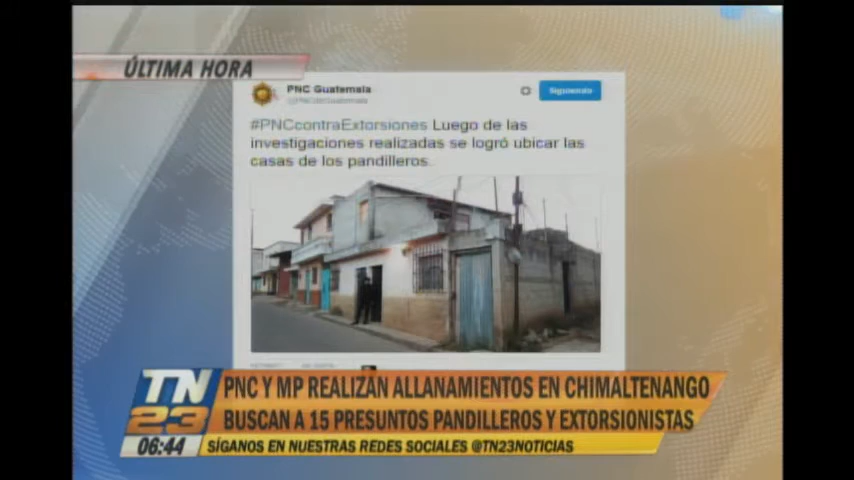 ÚLTIMA HORA
PNC Guatemala
@PNCdeGuatemala
Siguiendo
#PNCcontraExtorsiones Luego de las
investigaciones realizadas se logró ubicar las
casas de los pandilleros.
TN
23
06:44
PNC Y MP REALIZAN ALLANAMIENTOS EN CHIMALTENANGO
BUSCAN A 15 PRESUNTOS PANDILLEROS Y EXTORSIONISTAS
SÍGANOS EN NUESTRAS REDES SOCIALES @TN23NOTICIAS